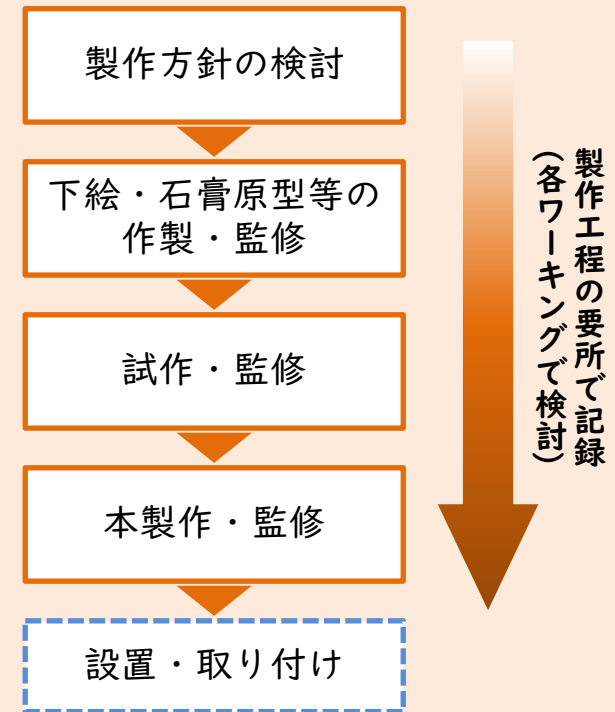 製作方針の検討
下絵・石膏原型等の
作製・監修
試作・監修
本製作・監修
設置・取り付け
製作工程の要所で記録
(各ワーキングで検討)